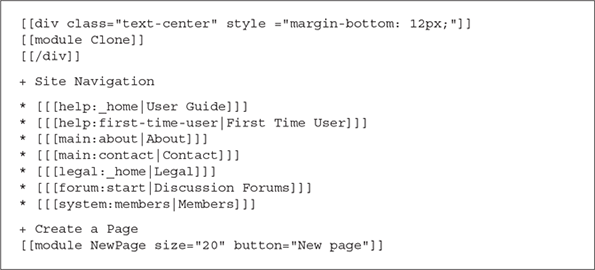 [[div class="text-center" style ="margin-bottom: 12px;"]]
[[module Clone]]
[[/div]]
+ Site Navigation
* [[[help:_home|User Guide]]]
* [[[help:first-time-user|First Time User]]]
* [[[main:about|About]]]
* [[[main:contact|Contact]]]
* [[[legal:_home|Legal]]]
* [[[forum:start|Discussion Forums]]]
* [[[system:members|Members]]]
+ Create a Page
[[module NewPage size="20" button="New page"]]